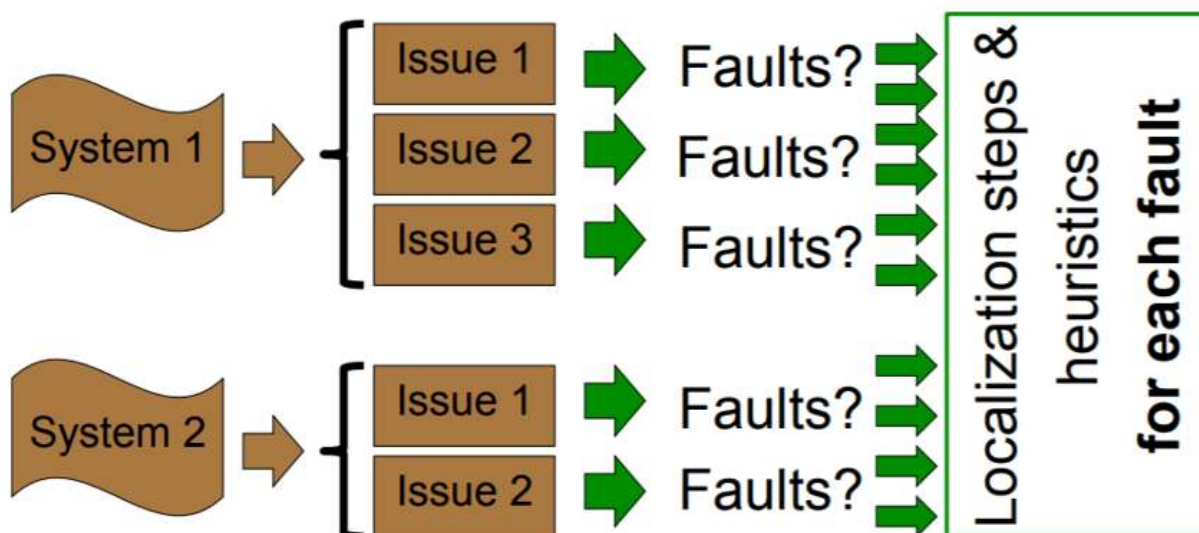 System 1
Issue 1
Faults?
Issue 2
Faults?
Issue 3
Faults?
System 2
Issue 1
Faults?
Issue 2
Faults?
Localization steps &
heuristics
for each fault